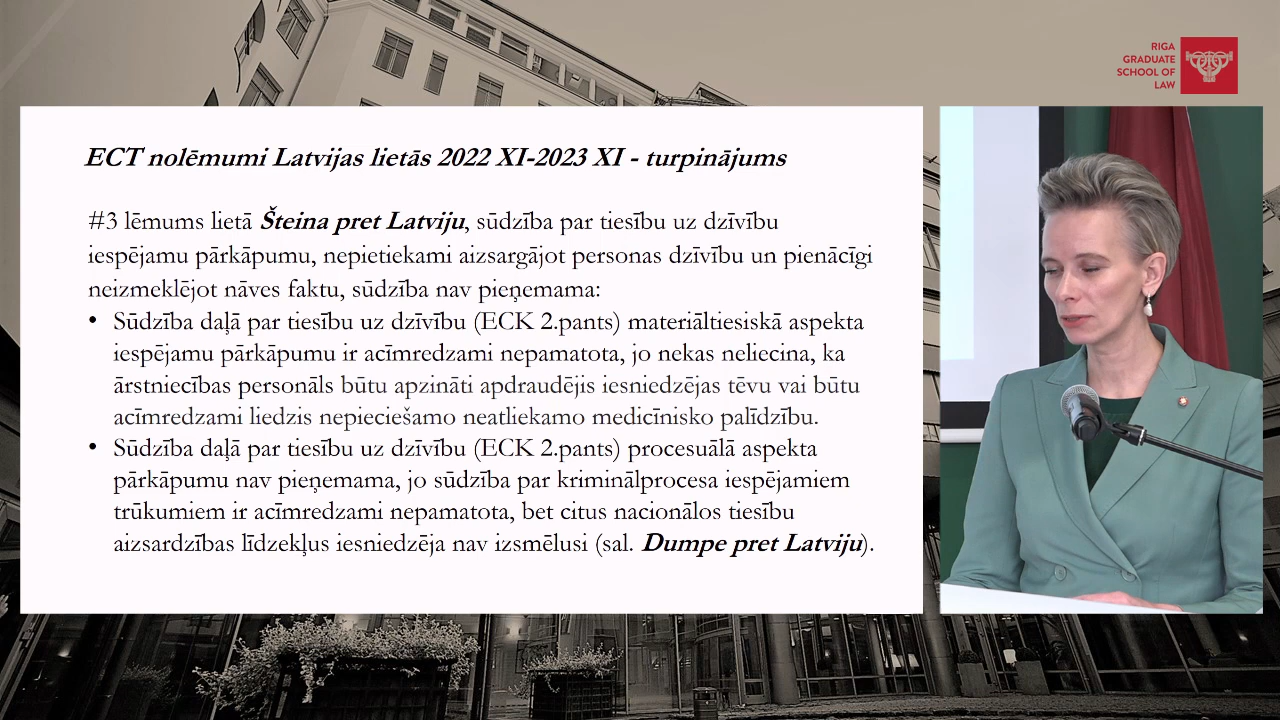 RIGA
GRADUATE
SCHOOL OF
LAW
ECT nolēmumi Latvijas lietās 2022 XI-2023 XI - turpinājums
#3 lēmums lietā Šteina pret Latviju, sūdzība par tiesību uz dzīvību
iespējamu pārkāpumu, nepietiekami aizsargājot personas dzīvību un pienācīgi
neizmeklējot nāves faktu, sūdzība nav pieņemama:
• Sūdzība daļā par tiesību uz dzīvību (ECK 2.pants) materiāltiesiskā aspekta
iespējamu pārkāpumu ir acīmredzami nepamatota, jo nekas neliecina, ka
ārstniecības personāls būtu apzināti apdraudējis iesniedzējas tēvu vai būtu
acīmredzami liedzis nepieciešamo neatliekamo medicīnisko palīdzību.
• Sūdzība daļā par tiesību uz dzīvību (ECK 2.pants) procesuālā aspekta
pārkāpumu nav pieņemama, jo sūdzība par kriminālprocesa iespējamiem
trūkumiem ir acīmredzami nepamatota, bet citus nacionālos tiesību
aizsardzības līdzekļus iesniedzēja nav izsmēlusi (sal. Dumpe pret Latviju).